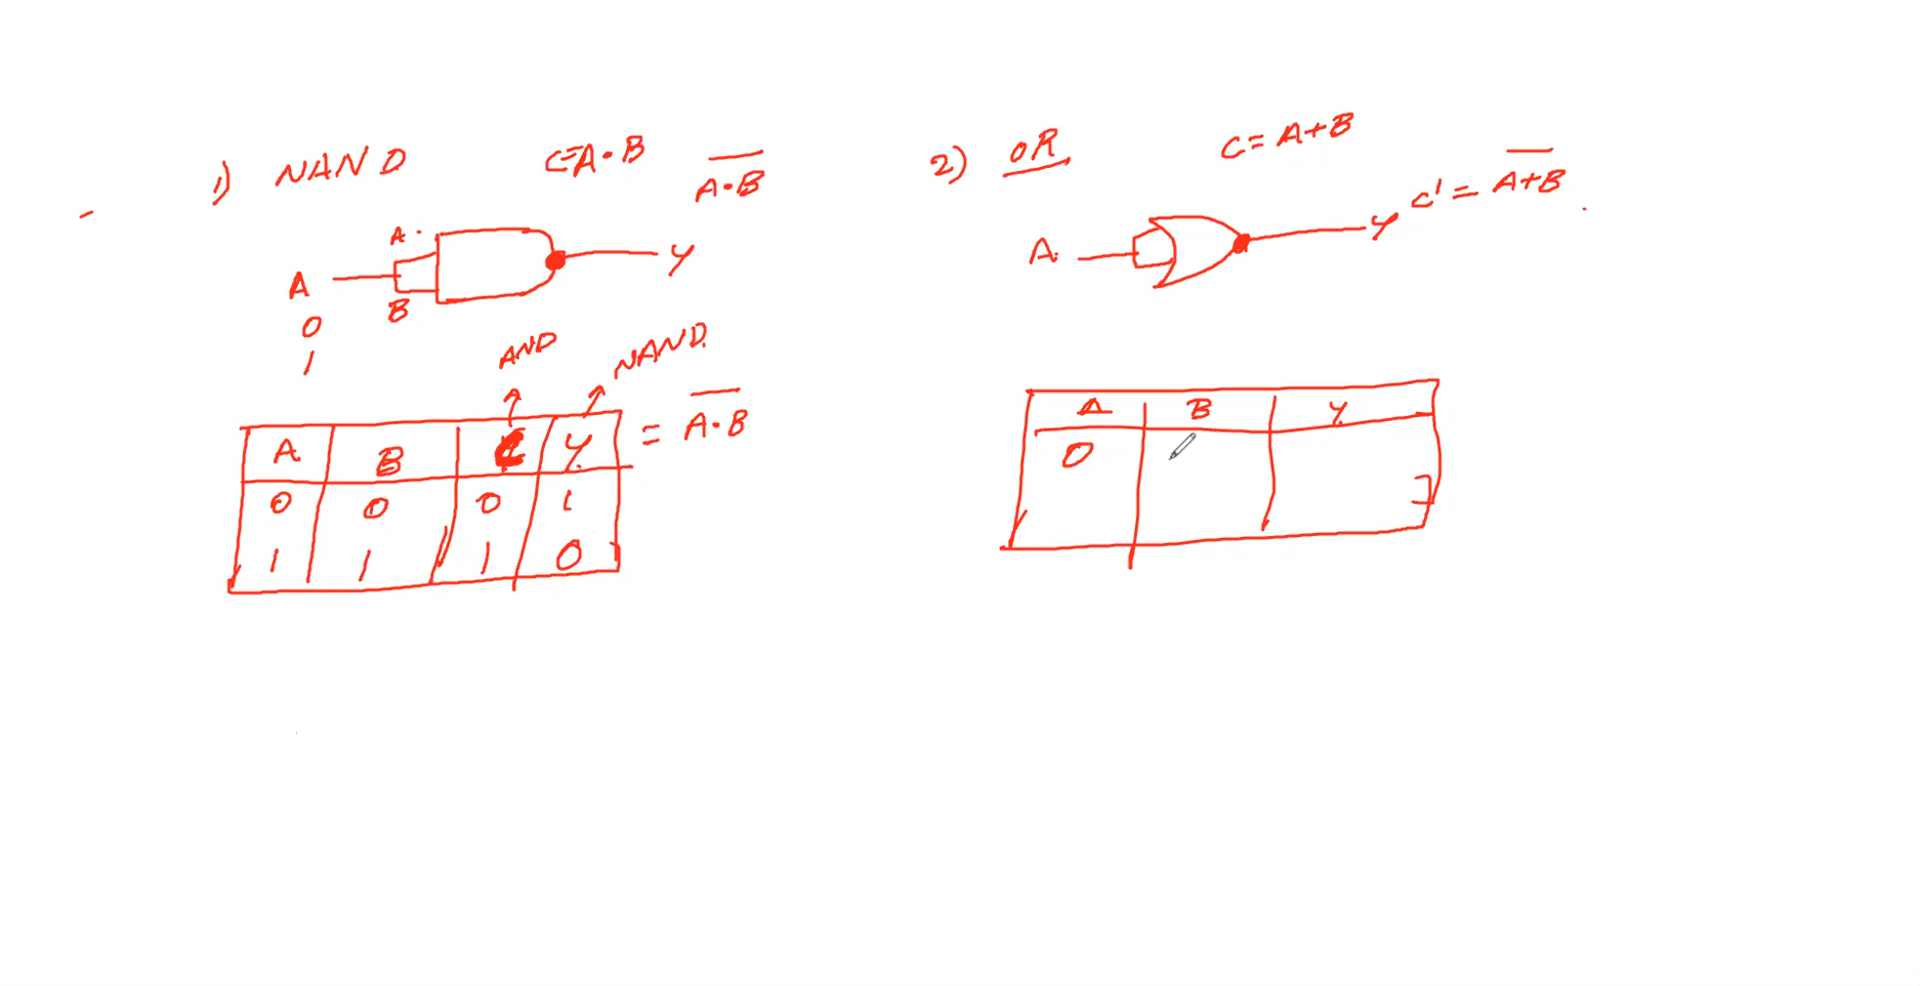 1) NAND C=A·B
A·B
A·
A
B
Y
0
1
AND NAND
A B C Y = A·B
0 0 0 1
1 1 1 0
2) OR C=A+B
C' = A+B
A. Y
A B Y
0